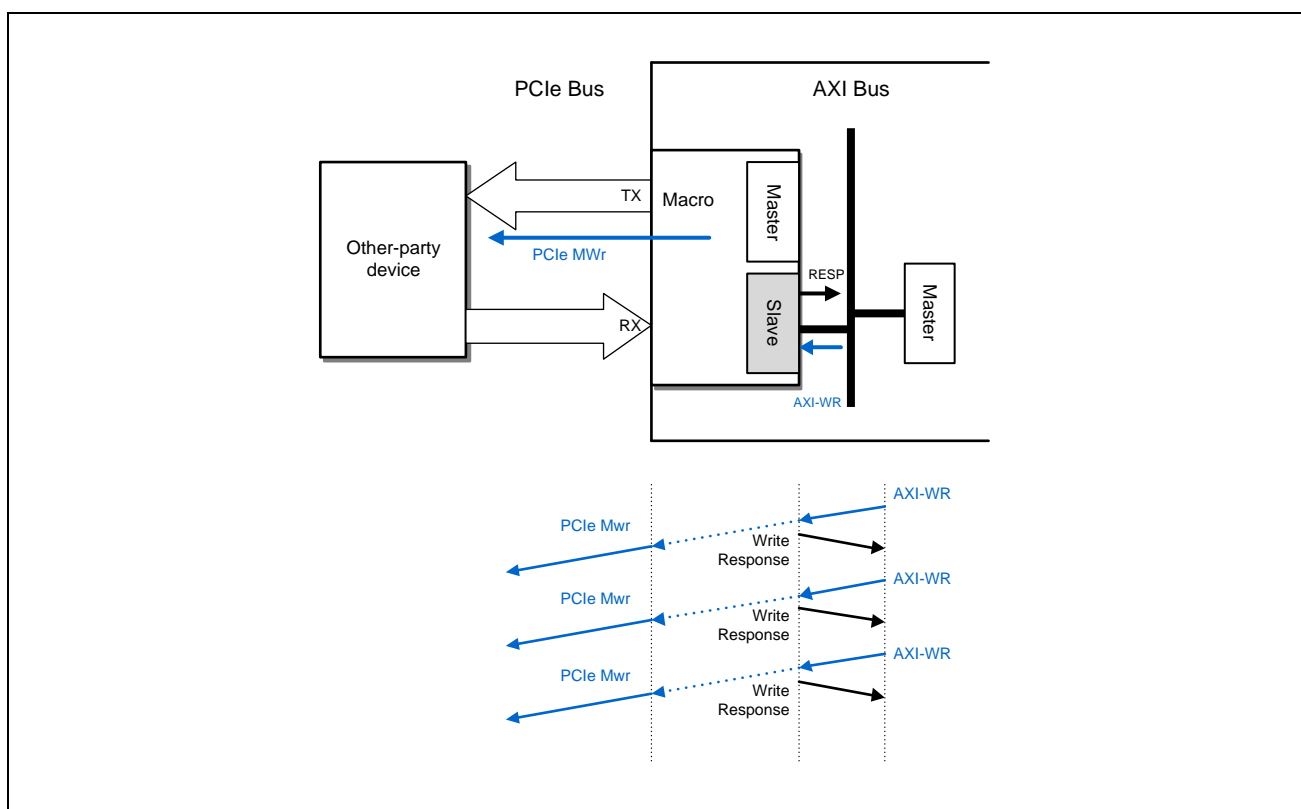 PCIe Bus
AXI Bus
TX
Macro
Master
PCIe MWr
Other-party
device
RESP
Slave
Master
RX
AXI-WR
AXI-WR
PCIe Mwr
Write
Response
AXI-WR
PCIe Mwr
Write
Response
AXI-WR
PCIe Mwr
Write
Response